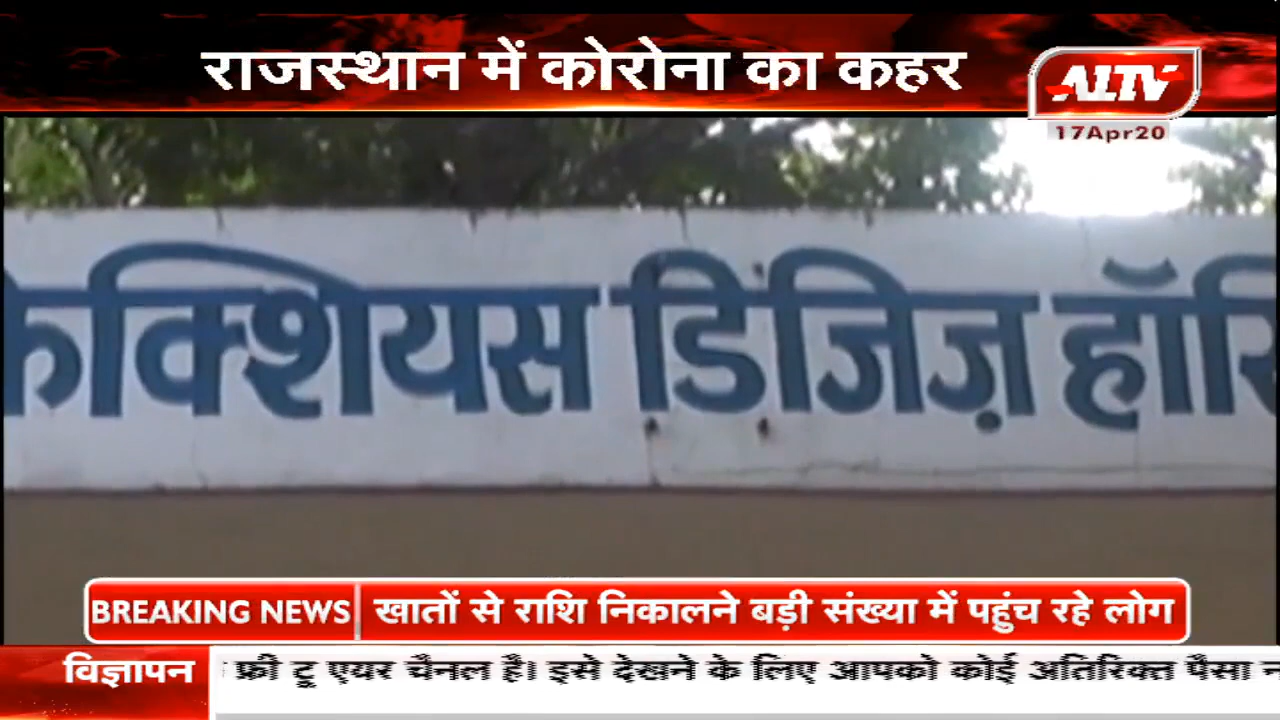 राजस्थान में कोरोना का कहर
ALTV
17Apr20
फेक्शियस डिजिज़ हॉस्पि
BREAKING NEWS खातों से राशि निकालने बड़ी संख्या में पहुंच रहे लोग
विज्ञापन फ्री टू एयर चैनल है। इसे देखने के लिए आपको कोई अतिरिक्त पैसा